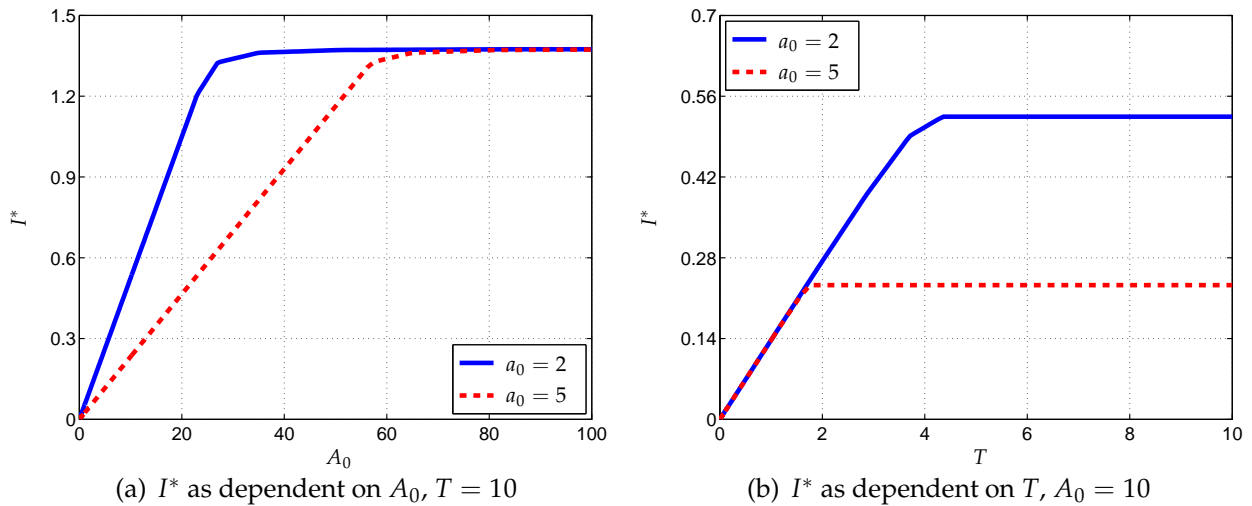 1.5
1.2
0.9
0.6
0.3
0
I*
0 20 40 60 80 100
A₀
a₀ = 2
a₀ = 5
(a) I* as dependent on A₀, T = 10
0.7
0.56
0.42
0.28
0.14
0
I*
0 2 4 6 8 10
T
a₀ = 2
a₀ = 5
(b) I* as dependent on T, A₀ = 10